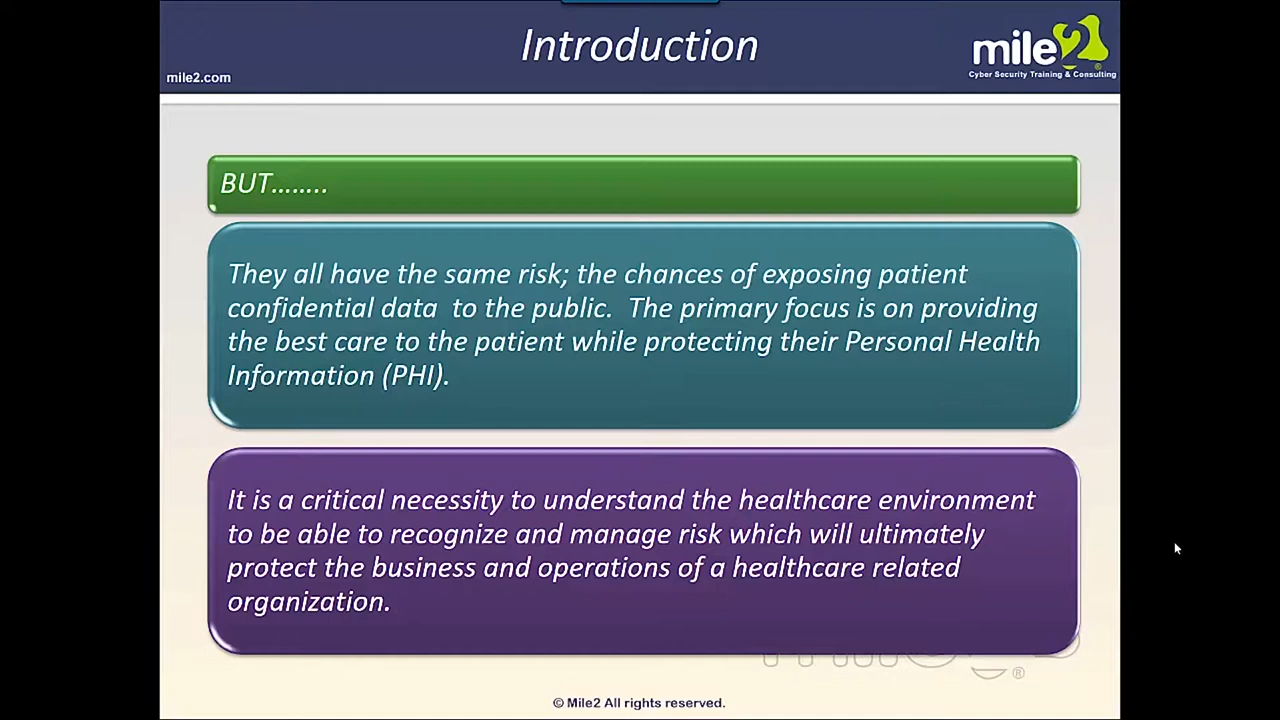 Introduction
mile2.com
mile2
Cyber Security Training & Consulting
BUT........
They all have the same risk; the chances of exposing patient
confidential data  to the public.  The primary focus is on providing
the best care to the patient while protecting their Personal Health
Information (PHI).
It is a critical necessity to understand the healthcare environment
to be able to recognize and manage risk which will ultimately
protect the business and operations of a healthcare related
organization.
®
© Mile2 All rights reserved.